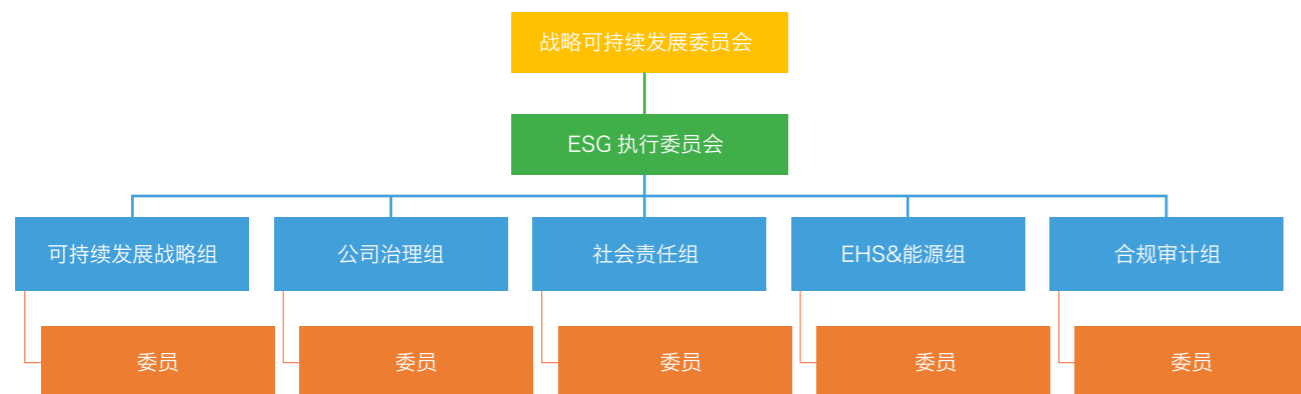 战略可持续发展委员会
ESG 执行委员会
可持续发展战略组
公司治理组
社会责任组
EHS&能源组
合规审计组
委员
委员
委员
委员
委员